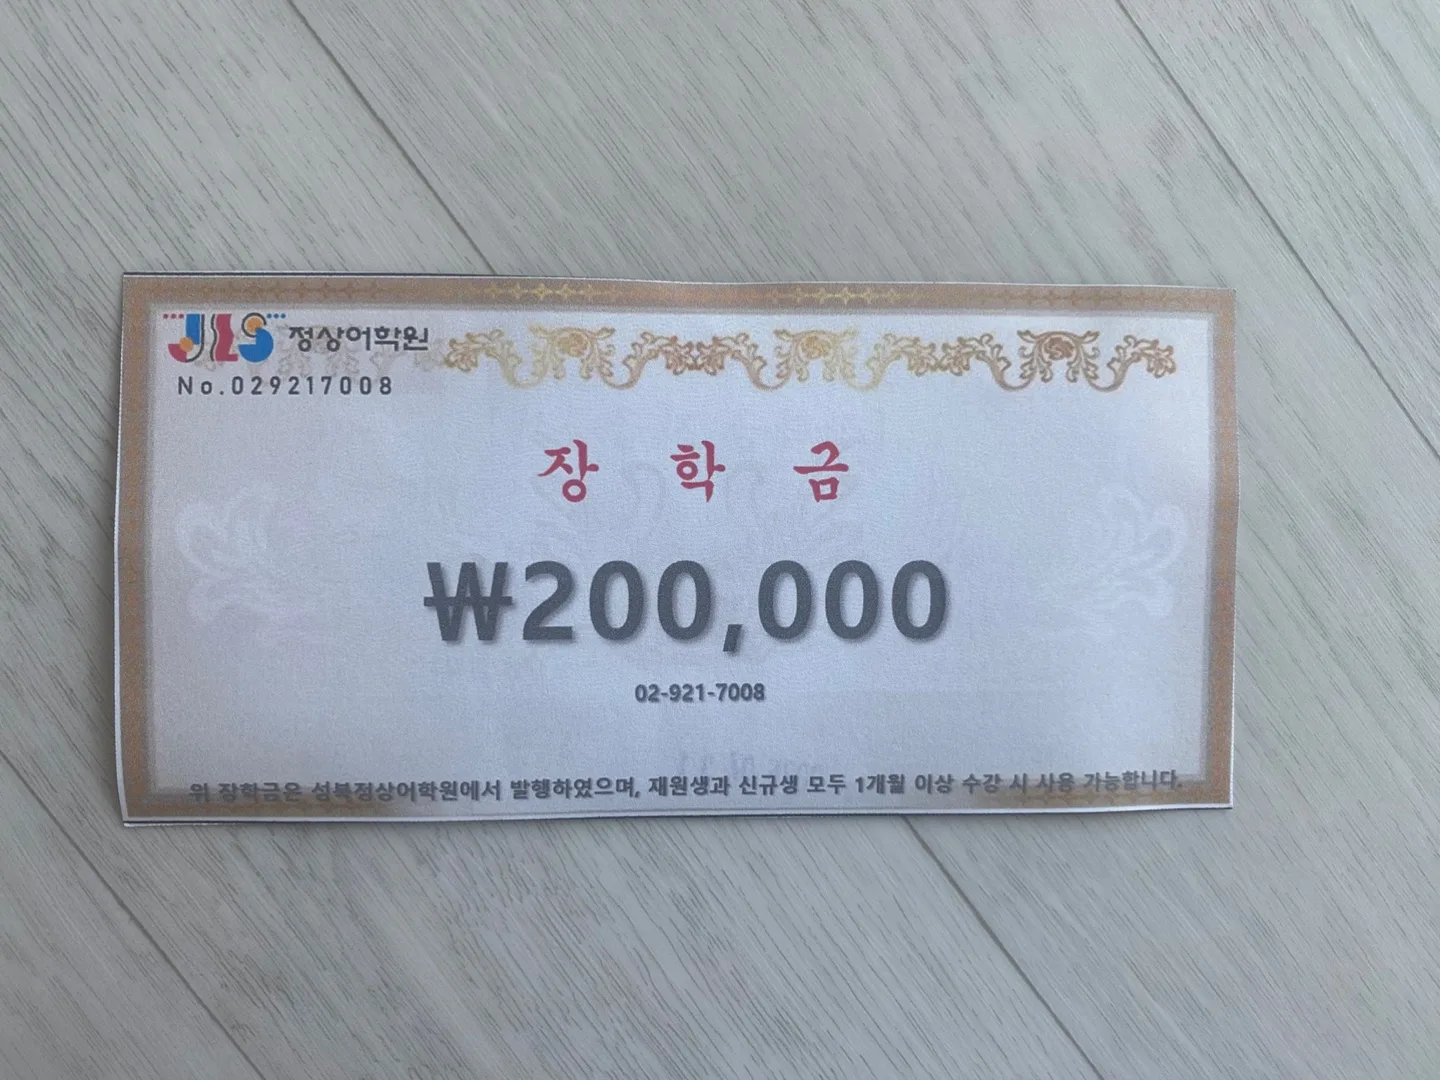 JLS 정상어학원
No.029217008
장 학 금
₩200,000
02-921-7008
위 장학금은 성북정상어학원에서 발행하였으며, 재원생과 신규생 모두 1개월 이상 수강 시 사용 가능합니다.